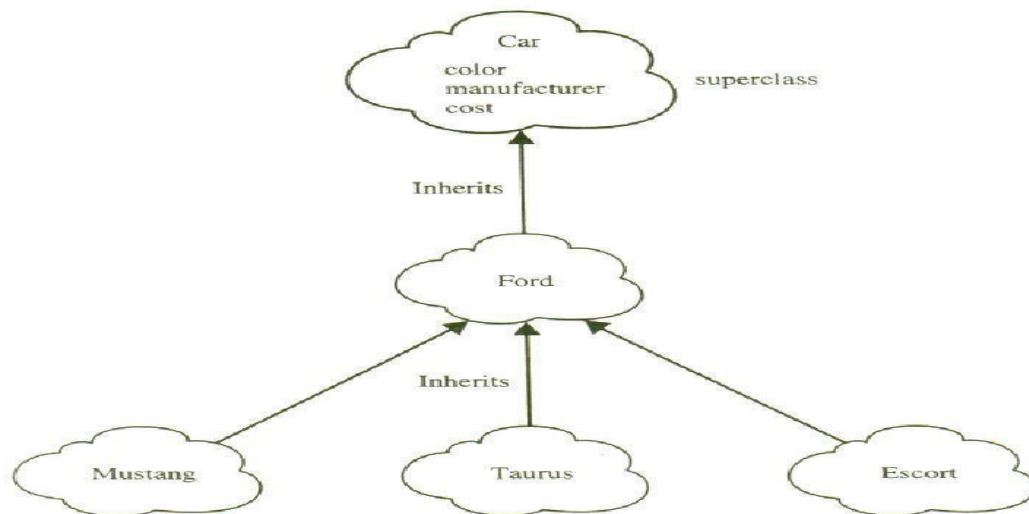 Car
color
manufacturer
cost
superclass
Inherits
Ford
Inherits
Mustang
Taurus
Escort